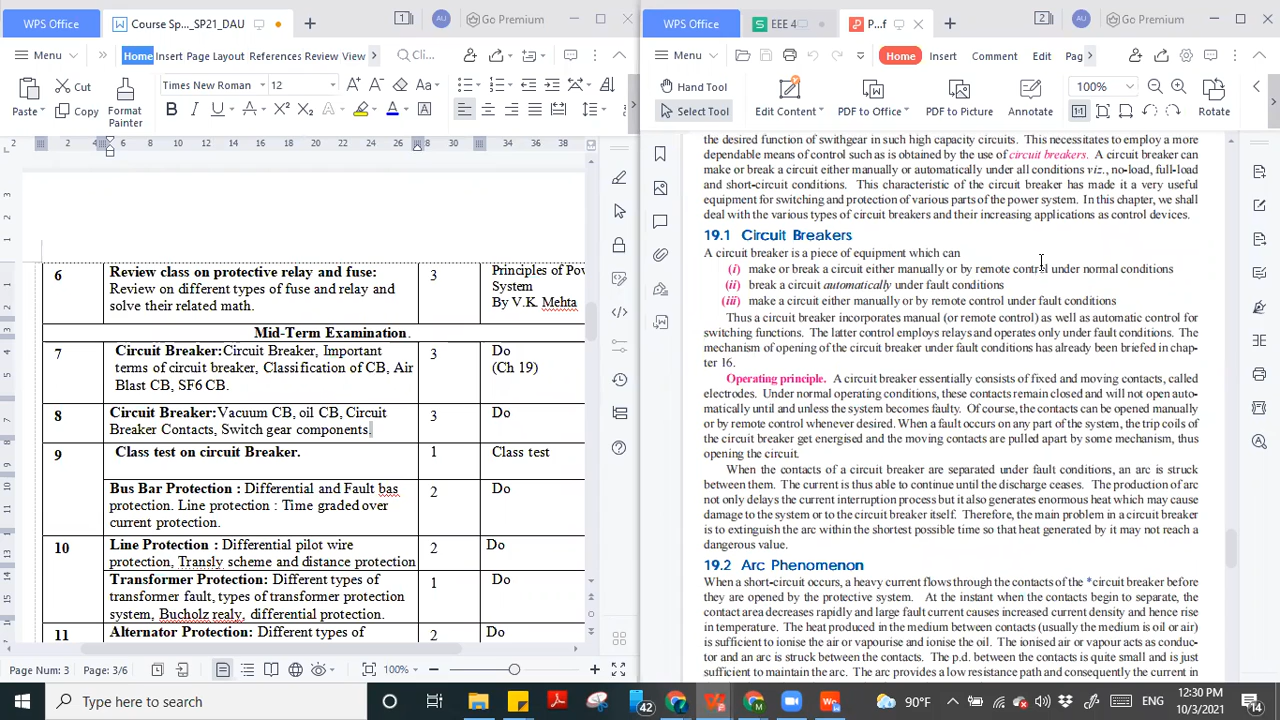 WPS Office
Course Sp..._SP21_DAU
1
AU
Go Premium
Menu
Home
Insert
Page Layout
References
Review
View
Cli...
Paste
Cut
Copy
Format
Painter
Times New Roman
12
6
Review class on protective relay and fuse:
Review on different types of fuse and relay and
solve their related math.
3
Principles of Pow
System
By V.K. Mehta
Mid-Term Examination.
7
Circuit Breaker:Circuit Breaker, Important
terms of circuit breaker, Classification of CB, Air
Blast CB, SF6 CB.
3
Do
(Ch 19)
8
Circuit Breaker:Vacuum CB, oil CB, Circuit
Breaker Contacts, Switch gear components
3
Do
9
Class test on circuit Breaker.
1
Class test
Bus Bar Protection : Differential and Fault bas
protection. Line protection : Time graded over
current protection.
2
Do
10
Line Protection : Differential pilot wire
protection, Transly scheme and distance protection
2
Do
Transformer Protection: Different types of
transformer fault, types of transformer protection
system, Bucholz realy, differential protection.
1
Do
11
Alternator Protection: Different types of
2
Do
Page Num: 3
Page: 3/6
100%
WPS Office
EEE 4
P...f
2
AU
Go Premium
Menu
Home
Insert
Comment
Edit
Pag
Hand Tool
Select Tool
Edit Content
PDF to Office
PDF to Picture
Annotate
100%
Rotate
the desired function of swithgear in such high capacity circuits. This necessitates to employ a more
dependable means of control such as is obtained by the use of circuit breakers. A circuit breaker can
make or break a circuit either manually or automatically under all conditions viz., no-load, full-load
and short-circuit conditions. This characteristic of the circuit breaker has made it a very useful
equipment for switching and protection of various parts of the power system. In this chapter, we shall
deal with the various types of circuit breakers and their increasing applications as control devices.
19.1 Circuit Breakers
A circuit breaker is a piece of equipment which can
(i) make or break a circuit either manually or by remote control under normal conditions
(ii) break a circuit automatically under fault conditions
(iii) make a circuit either manually or by remote control under fault conditions
Thus a circuit breaker incorporates manual (or remote control) as well as automatic control for
switching functions. The latter control employs relays and operates only under fault conditions. The
mechanism of opening of the circuit breaker under fault conditions has already been briefed in chap-
ter 16.
Operating principle. A circuit breaker essentially consists of fixed and moving contacts, called
electrodes. Under normal operating conditions, these contacts remain closed and will not open auto-
matically until and unless the system becomes faulty. Of course, the contacts can be opened manually
or by remote control whenever desired. When a fault occurs on any part of the system, the trip coils of
the circuit breaker get energised and the moving contacts are pulled apart by some mechanism, thus
opening the circuit.
When the contacts of a circuit breaker are separated under fault conditions, an arc is struck
between them. The current is thus able to continue until the discharge ceases. The production of arc
not only delays the current interruption process but it also generates enormous heat which may cause
damage to the system or to the circuit breaker itself. Therefore, the main problem in a circuit breaker
is to extinguish the arc within the shortest possible time so that heat generated by it may not reach a
dangerous value.
19.2 Arc Phenomenon
When a short-circuit occurs, a heavy current flows through the contacts of the *circuit breaker before
they are opened by the protective system. At the instant when the contacts begin to separate, the
contact area decreases rapidly and large fault current causes increased current density and hence rise
in temperature. The heat produced in the medium between contacts (usually the medium is oil or air)
is sufficient to ionise the air or vapourise and ionise the oil. The ionised air or vapour acts as conduc-
tor and an arc is struck between the contacts. The p.d. between the contacts is quite small and is just
sufficient to maintain the arc. The arc provides a low resistance path and consequently the current in
Type here to search
42
90°F
12:30 PM
10/3/2021
14